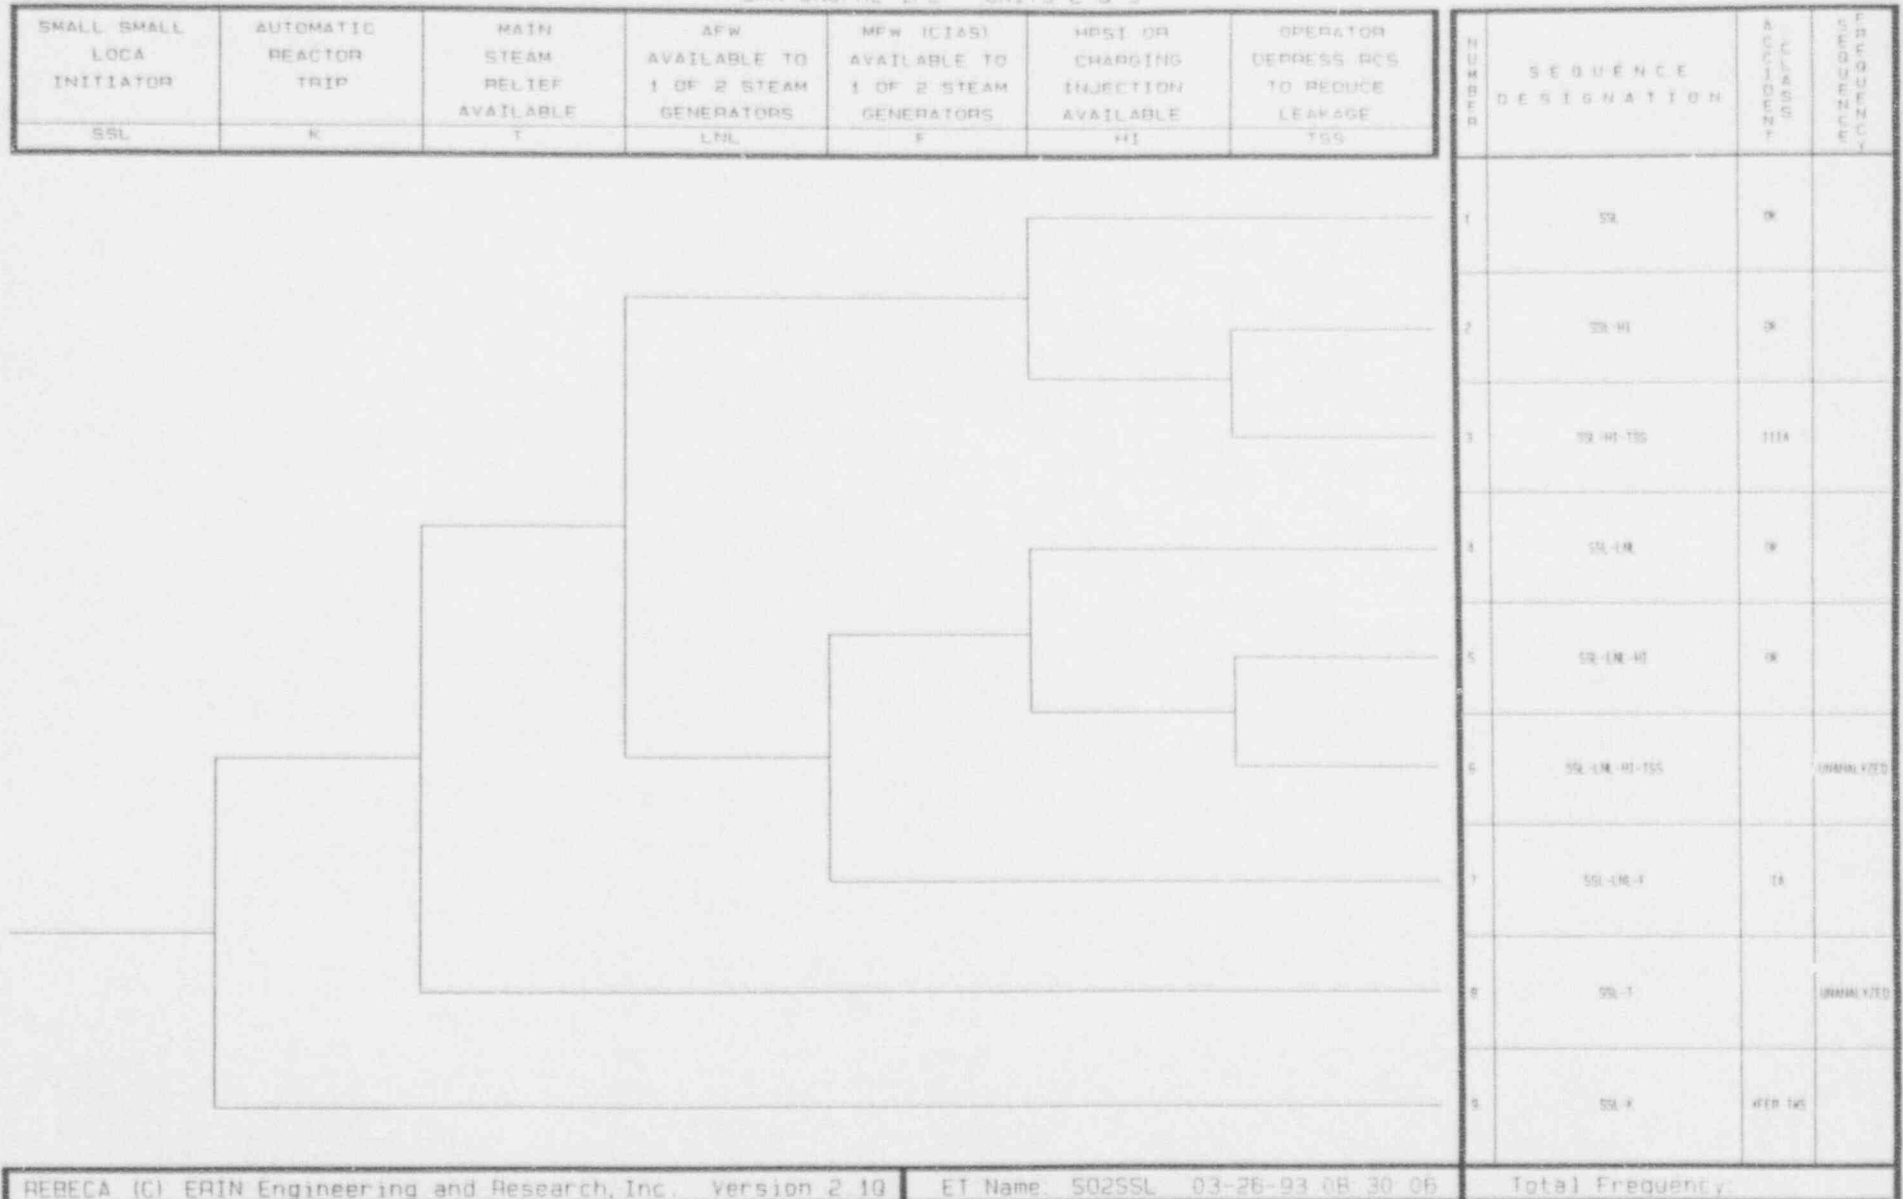 SMALL SMALL
LOCA
INITIATOR
SSL
AUTOMATIC
REACTOR
TRIP
K
MAIN
STEAM
RELIEF
AVAILABLE
T
AFW
AVAILABLE TO
1 OF 2 STEAM
GENERATORS
LNL
MFW (CIAS)
AVAILABLE TO
1 OF 2 STEAM
GENERATORS
F
HPSI OR
CHARGING
INJECTION
AVAILABLE
HI
OPERATOR
DEPRESS RCS
TO REDUCE
LEAKAGE
TSS
NUMBER
SEQUENCE
DESIGNATION
ACCIDENT
CLASS
SEQUENCE
FREQUENCY
1 SSL OK
2 SSL-HI OK
3 SSL-HI-TSS IIIA
4 SSL-LNL OK
5 SSL-LNL-HI OK
6 SSL-LNL-HI-TSS UNANALYZED
7 SSL-LNL-F IA
8 SSL-T UNANALYZED
9 SSL-K XFER TWS
REBECA (C) ERIN Engineering and Research, Inc. Version 2.10
ET Name: SO2SSL 03-26-93 08:30:06
Total Frequency: